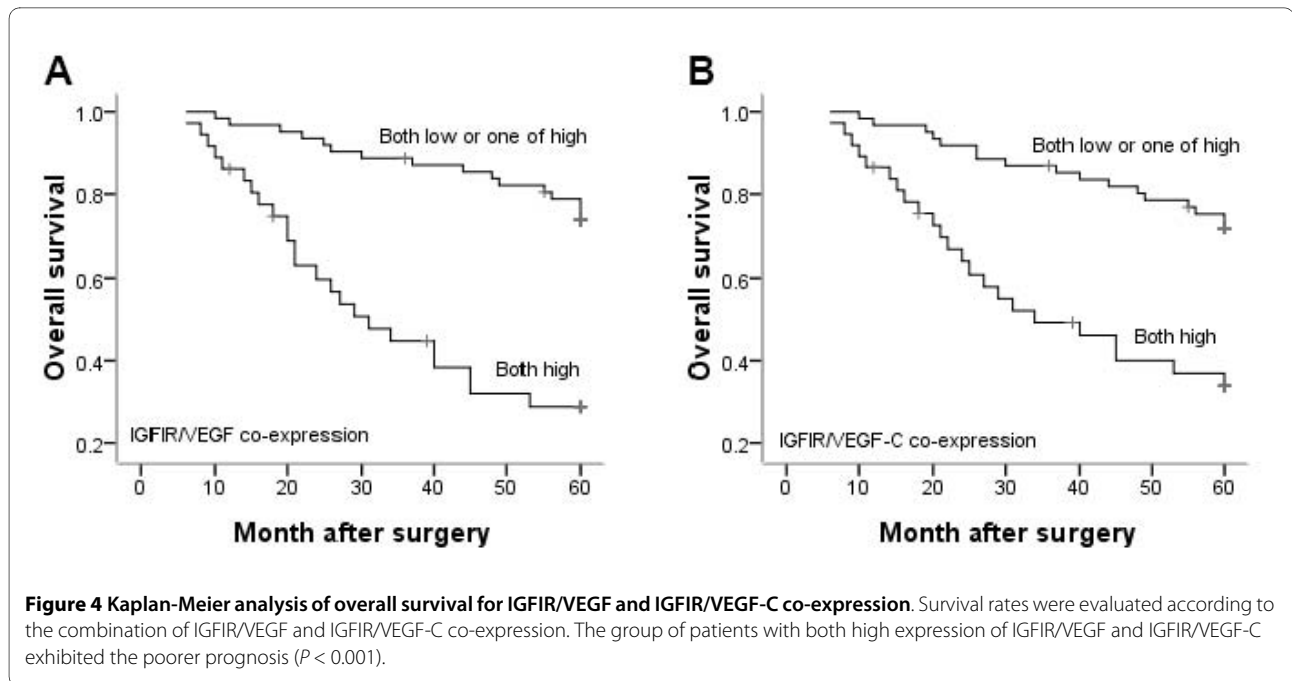 A
Overall survival
1.0
0.8
0.6
0.4
0.2
Both low or one of high
Both high
IGFIR/VEGF co-expression
0 10 20 30 40 50 60
Month after surgery
B
Overall survival
1.0
0.8
0.6
0.4
0.2
Both low or one of high
Both high
IGFIR/VEGF-C co-expression
0 10 20 30 40 50 60
Month after surgery
Figure 4 Kaplan-Meier analysis of overall survival for IGFIR/VEGF and IGFIR/VEGF-C co-expression. Survival rates were evaluated according to
the combination of IGFIR/VEGF and IGFIR/VEGF-C co-expression. The group of patients with both high expression of IGFIR/VEGF and IGFIR/VEGF-C
exhibited the poorer prognosis (P < 0.001).